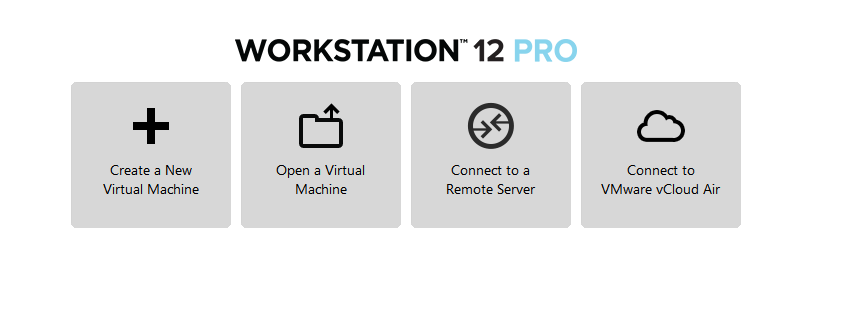 WORKSTATION™ 12 PRO
Create a New
Virtual Machine
Open a Virtual
Machine
Connect to a
Remote Server
Connect to
VMware vCloud Air